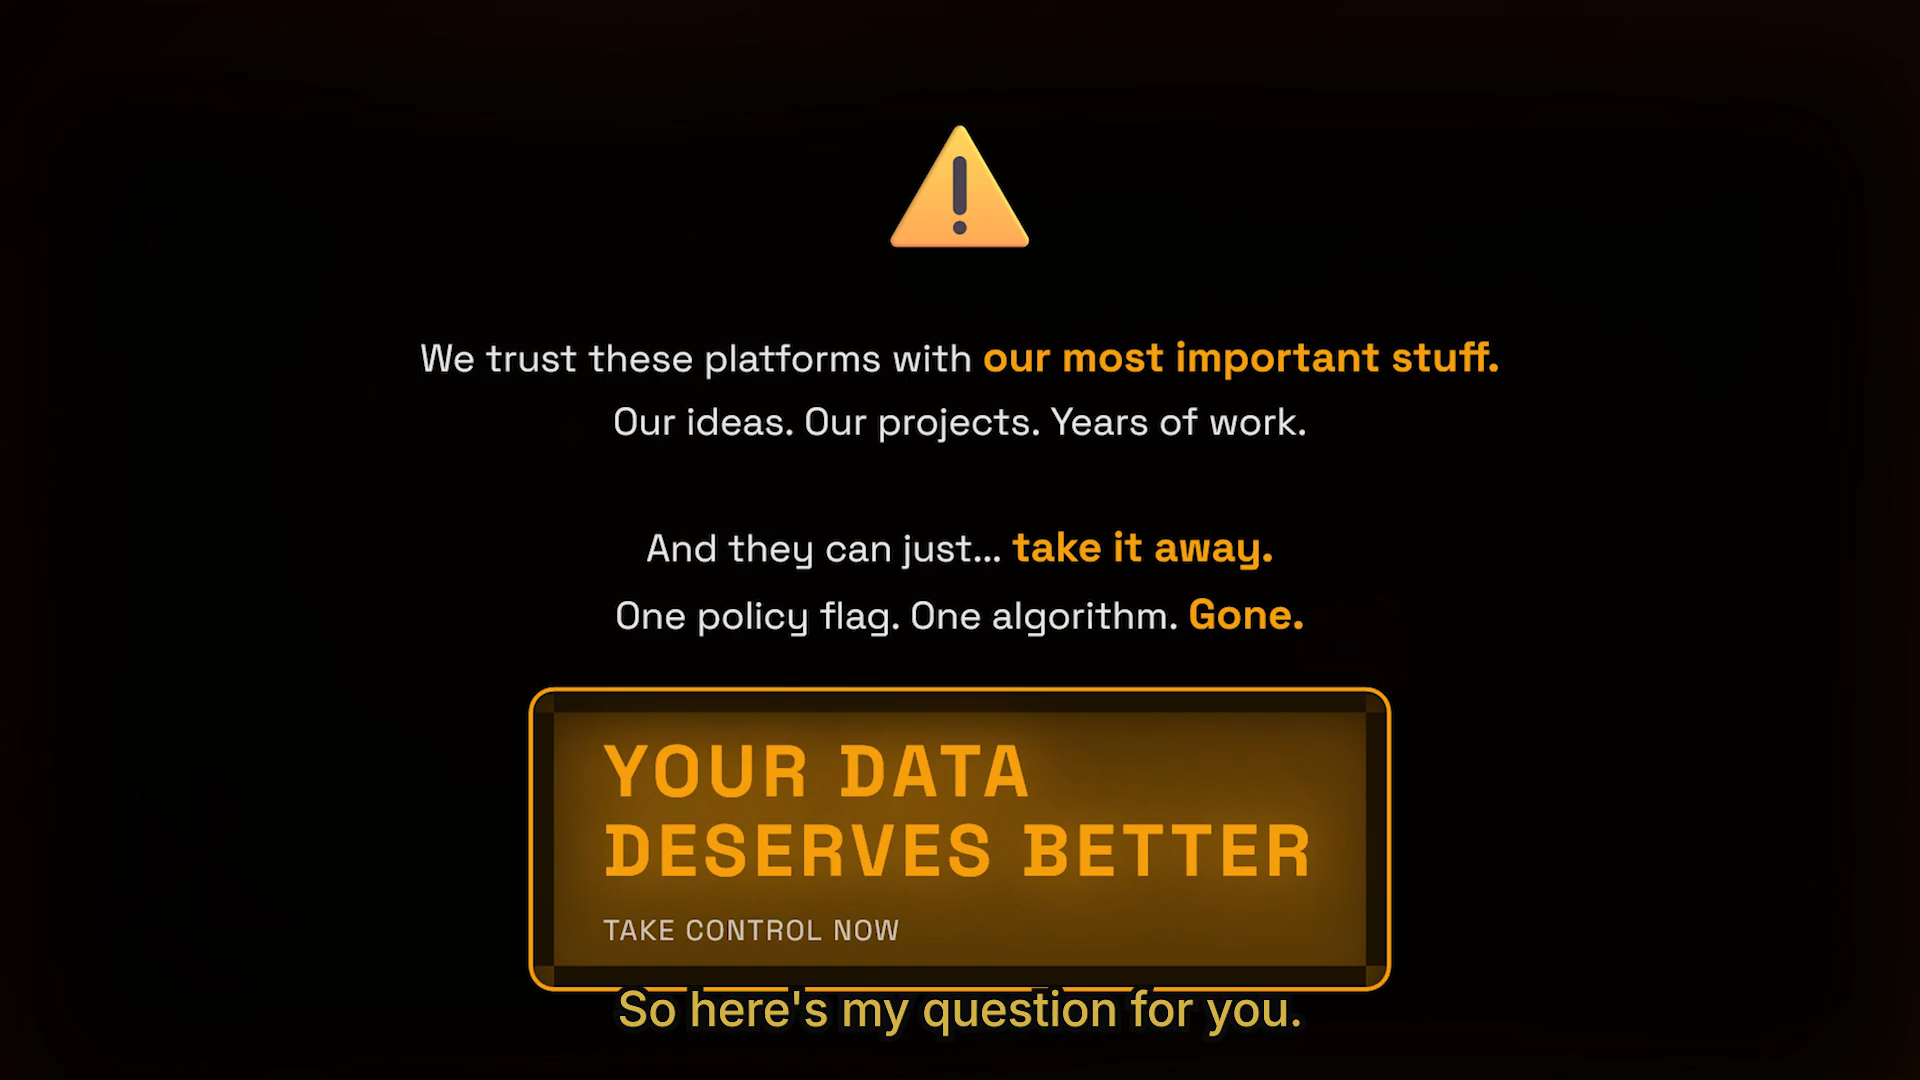 We trust these platforms with our most important stuff.
Our ideas. Our projects. Years of work.
And they can just... take it away.
One policy flag. One algorithm. Gone.
YOUR DATA
DESERVES BETTER
TAKE CONTROL NOW
So here's my question for you.